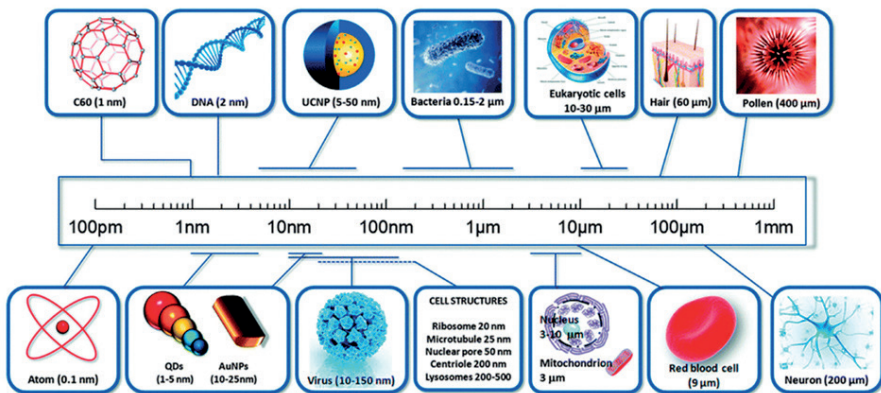 C60 (1 nm)
DNA (2 nm)
UCNP (5-50 nm)
Bacteria 0.15-2 µm
Eukaryotic cells
10-30 µm
Hair (60 µm)
Pollen (400 µm)
100pm 1nm 10nm 100nm 1µm 10µm 100µm 1mm
Atom (0.1 nm)
QDs
(1-5 nm)
AuNPs
(10-25nm)
Virus (10-150 nm)
CELL STRUCTURES
Ribosome 20 nm
Microtubule 25 nm
Nuclear pore 50 nm
Centriole 200 nm
Lysosomes 200-500
Nucleus
3-10 µm
Mitochondrion
3 µm
Red blood cell
(9 µm)
Neuron (200 µm)